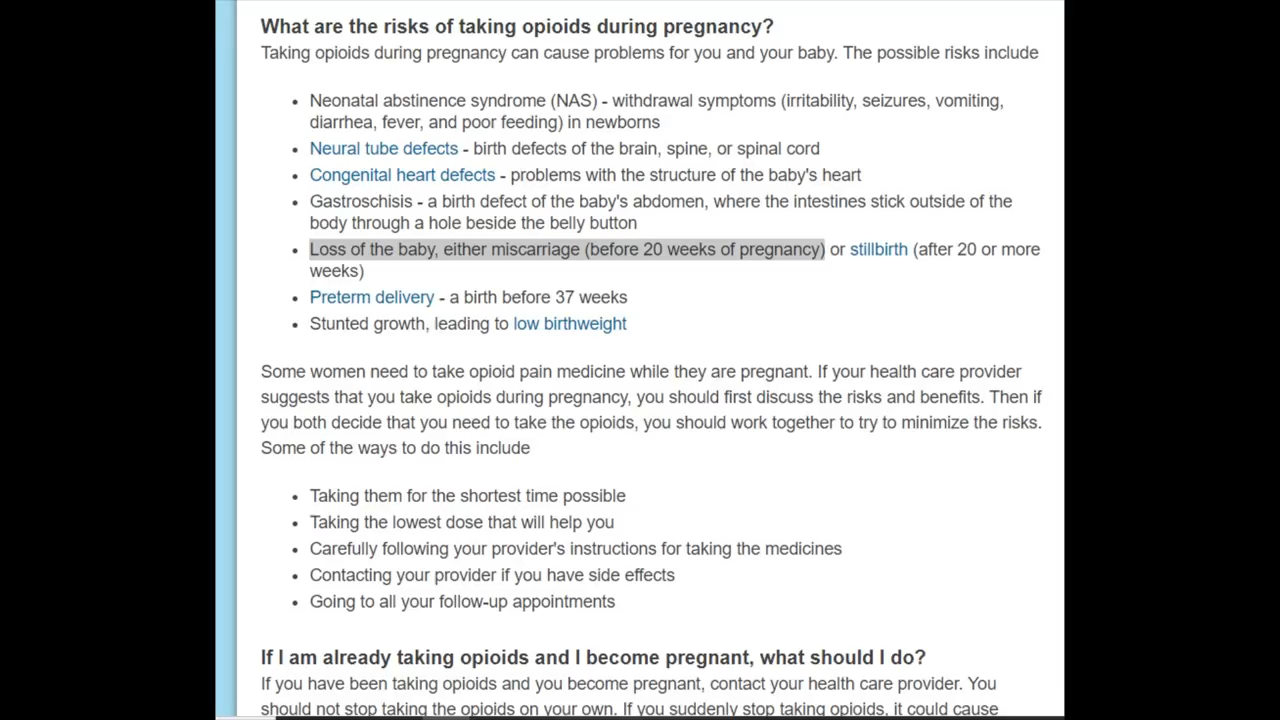 What are the risks of taking opioids during pregnancy?
Taking opioids during pregnancy can cause problems for you and your baby. The possible risks include
Neonatal abstinence syndrome (NAS) - withdrawal symptoms (irritability, seizures, vomiting,
diarrhea, fever, and poor feeding) in newborns
Neural tube defects - birth defects of the brain, spine, or spinal cord
Congenital heart defects - problems with the structure of the baby's heart
Gastroschisis - a birth defect of the baby's abdomen, where the intestines stick outside of the
body through a hole beside the belly button
Loss of the baby, either miscarriage (before 20 weeks of pregnancy) or stillbirth (after 20 or more
weeks)
Preterm delivery - a birth before 37 weeks
Stunted growth, leading to low birthweight
Some women need to take opioid pain medicine while they are pregnant. If your health care provider
suggests that you take opioids during pregnancy, you should first discuss the risks and benefits. Then if
you both decide that you need to take the opioids, you should work together to try to minimize the risks.
Some of the ways to do this include
Taking them for the shortest time possible
Taking the lowest dose that will help you
Carefully following your provider's instructions for taking the medicines
Contacting your provider if you have side effects
Going to all your follow-up appointments
If I am already taking opioids and I become pregnant, what should I do?
If you have been taking opioids and you become pregnant, contact your health care provider. You
should not stop taking the opioids on your own. If you suddenly stop taking opioids, it could cause